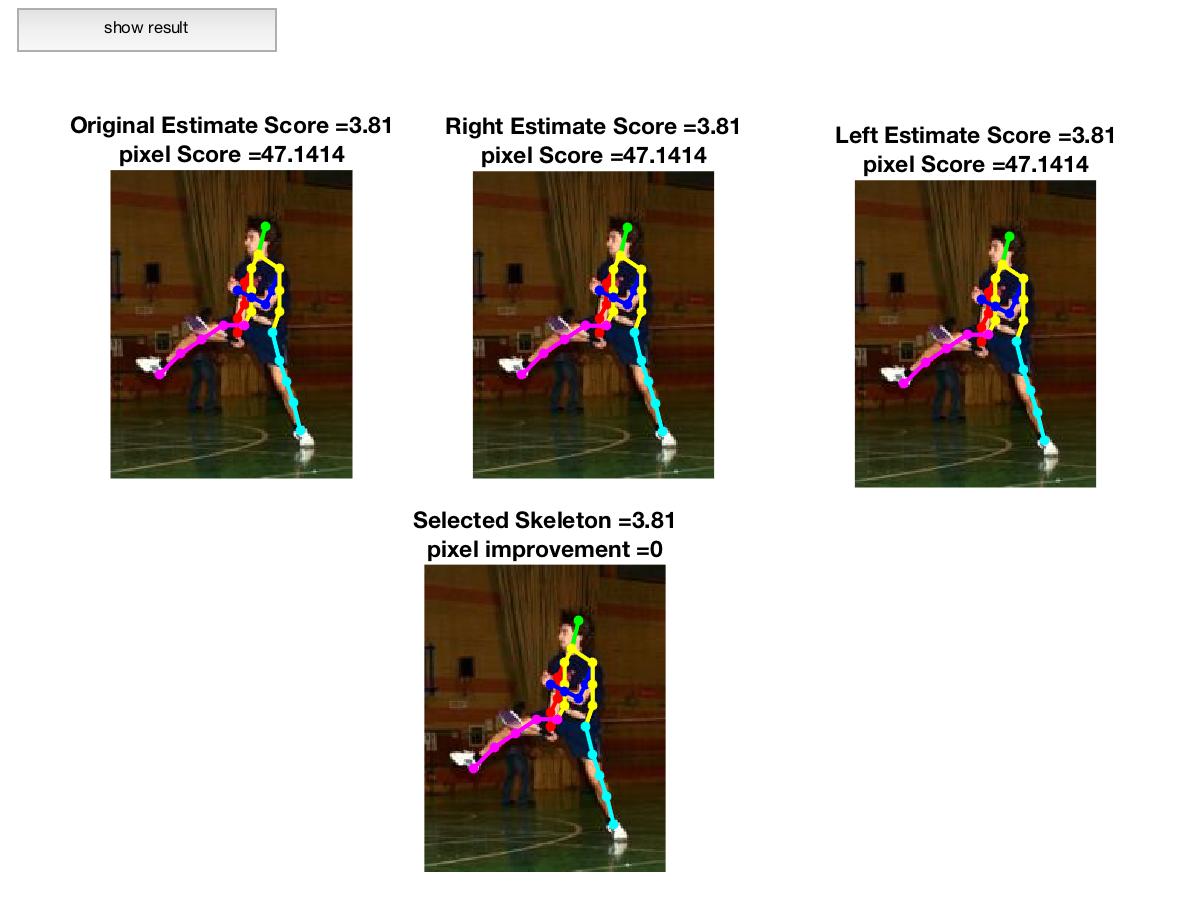 show result
Original Estimate Score =3.81
pixel Score =47.1414
Right Estimate Score =3.81
pixel Score =47.1414
Left Estimate Score =3.81
pixel Score =47.1414
Selected Skeleton =3.81
pixel improvement =0